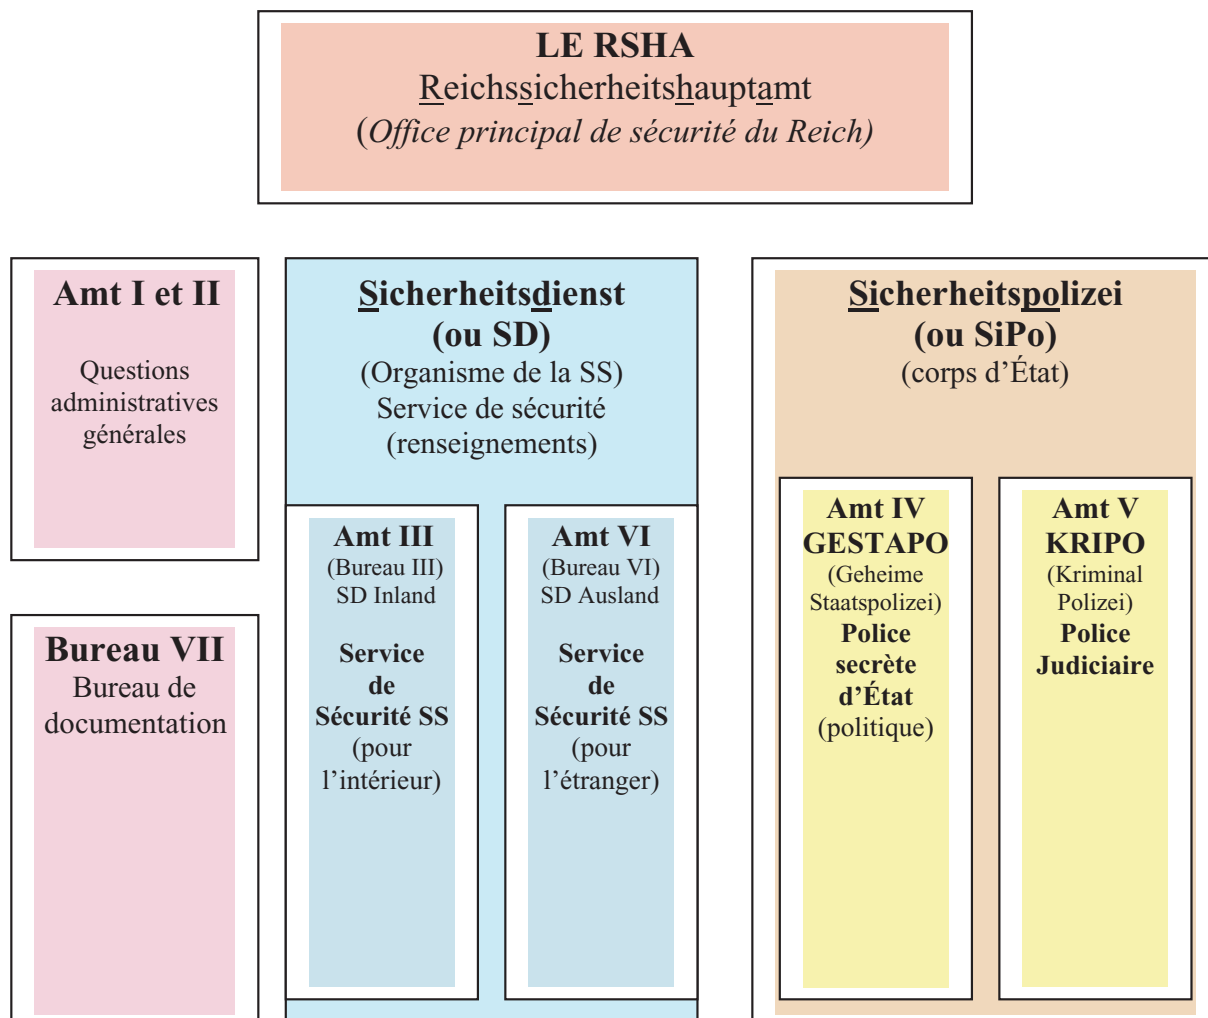 LE RSHA
Reichssicherheitshauptamt
(Office principal de sécurité du Reich)
Amt I et II
Questions
administratives
générales
Bureau VII
Bureau de
documentation
Sicherheitsdienst
(ou SD)
(Organisme de la SS)
Service de sécurité
(renseignements)
Amt III
(Bureau III)
SD Inland
Service
de
Sécurité SS
(pour
l’intérieur)
Amt VI
(Bureau VI)
SD Ausland
Service
de
Sécurité SS
(pour
l’étranger)
Sicherheitspolizei
(ou SiPo)
(corps d’État)
Amt IV
GESTAPO
(Geheime
Staatspolizei)
Police
secrète
d’État
(politique)
Amt V
KRIPO
(Kriminal
Polizei)
Police
Judiciaire